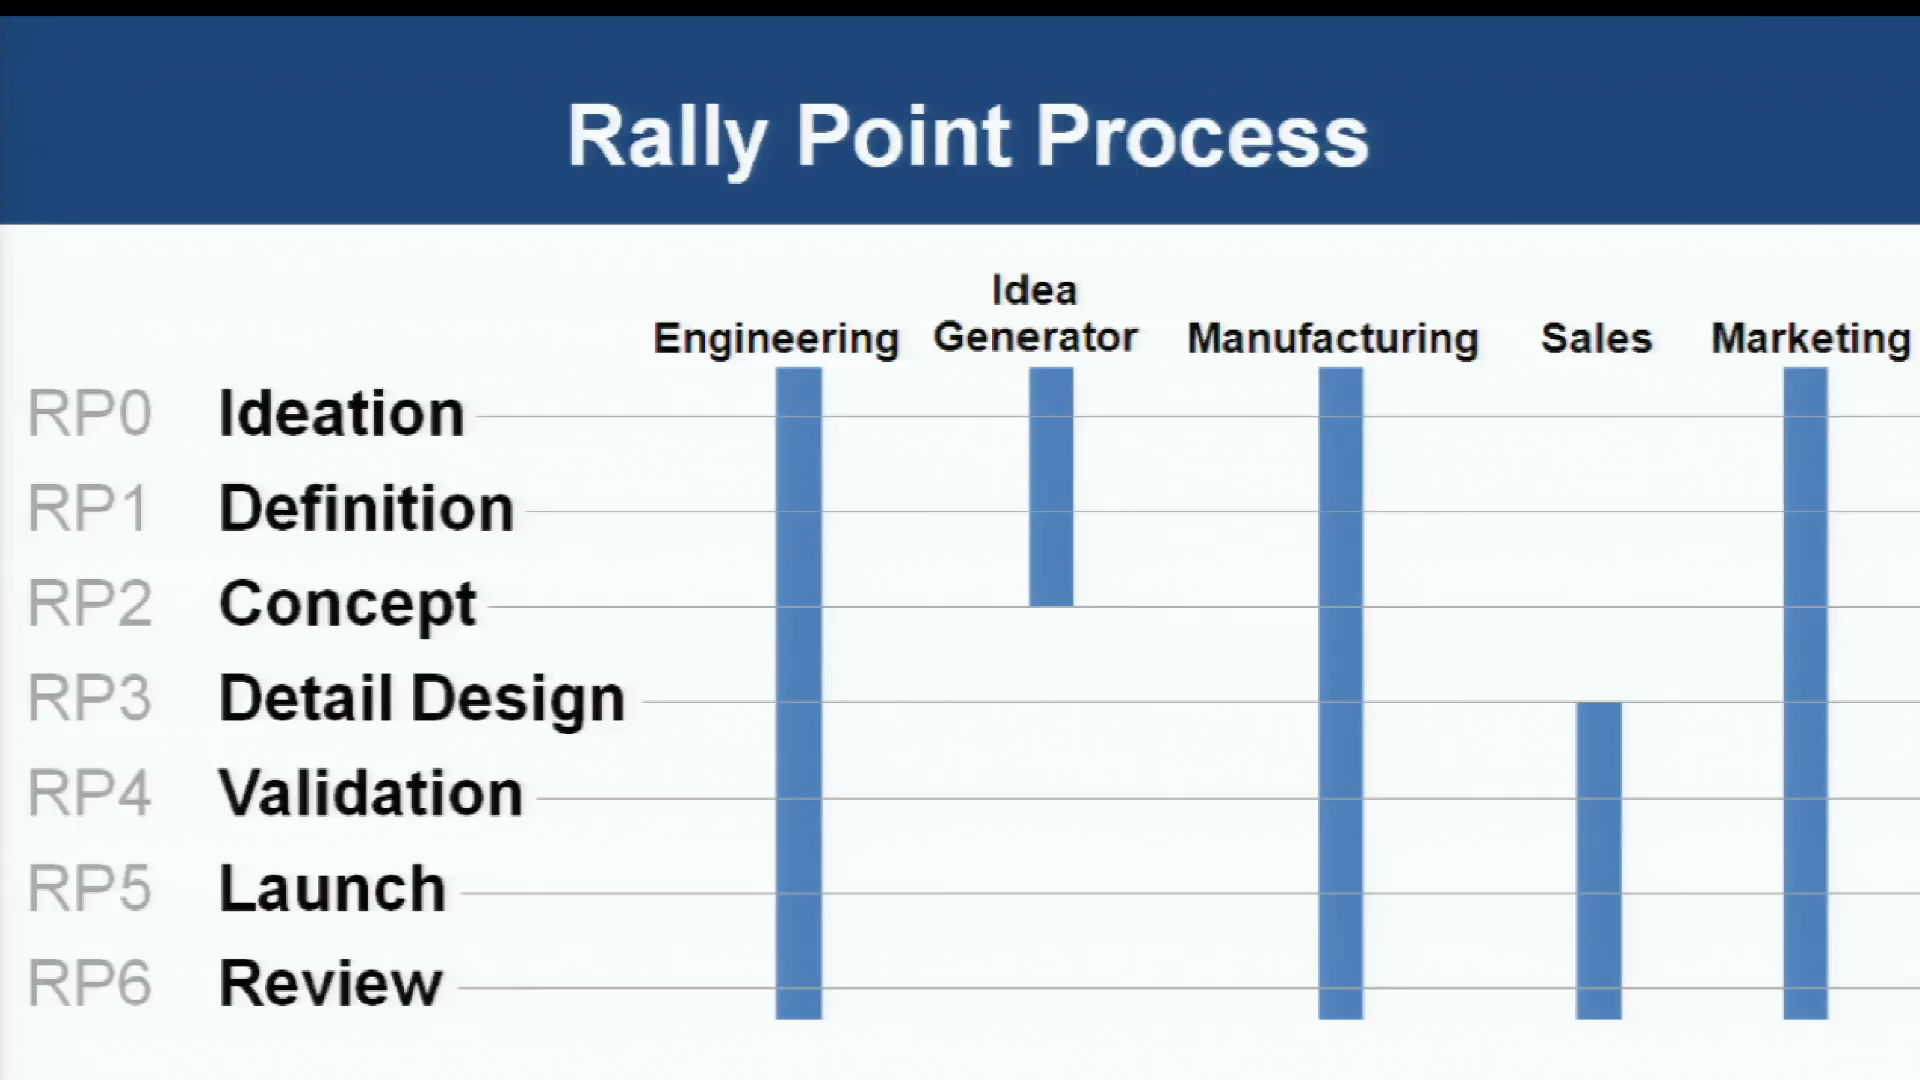 Rally Point Process
Idea
Engineering Generator Manufacturing Sales Marketing
RP0 Ideation
RP1 Definition
RP2 Concept
RP3 Detail Design
RP4 Validation
RP5 Launch
RP6 Review